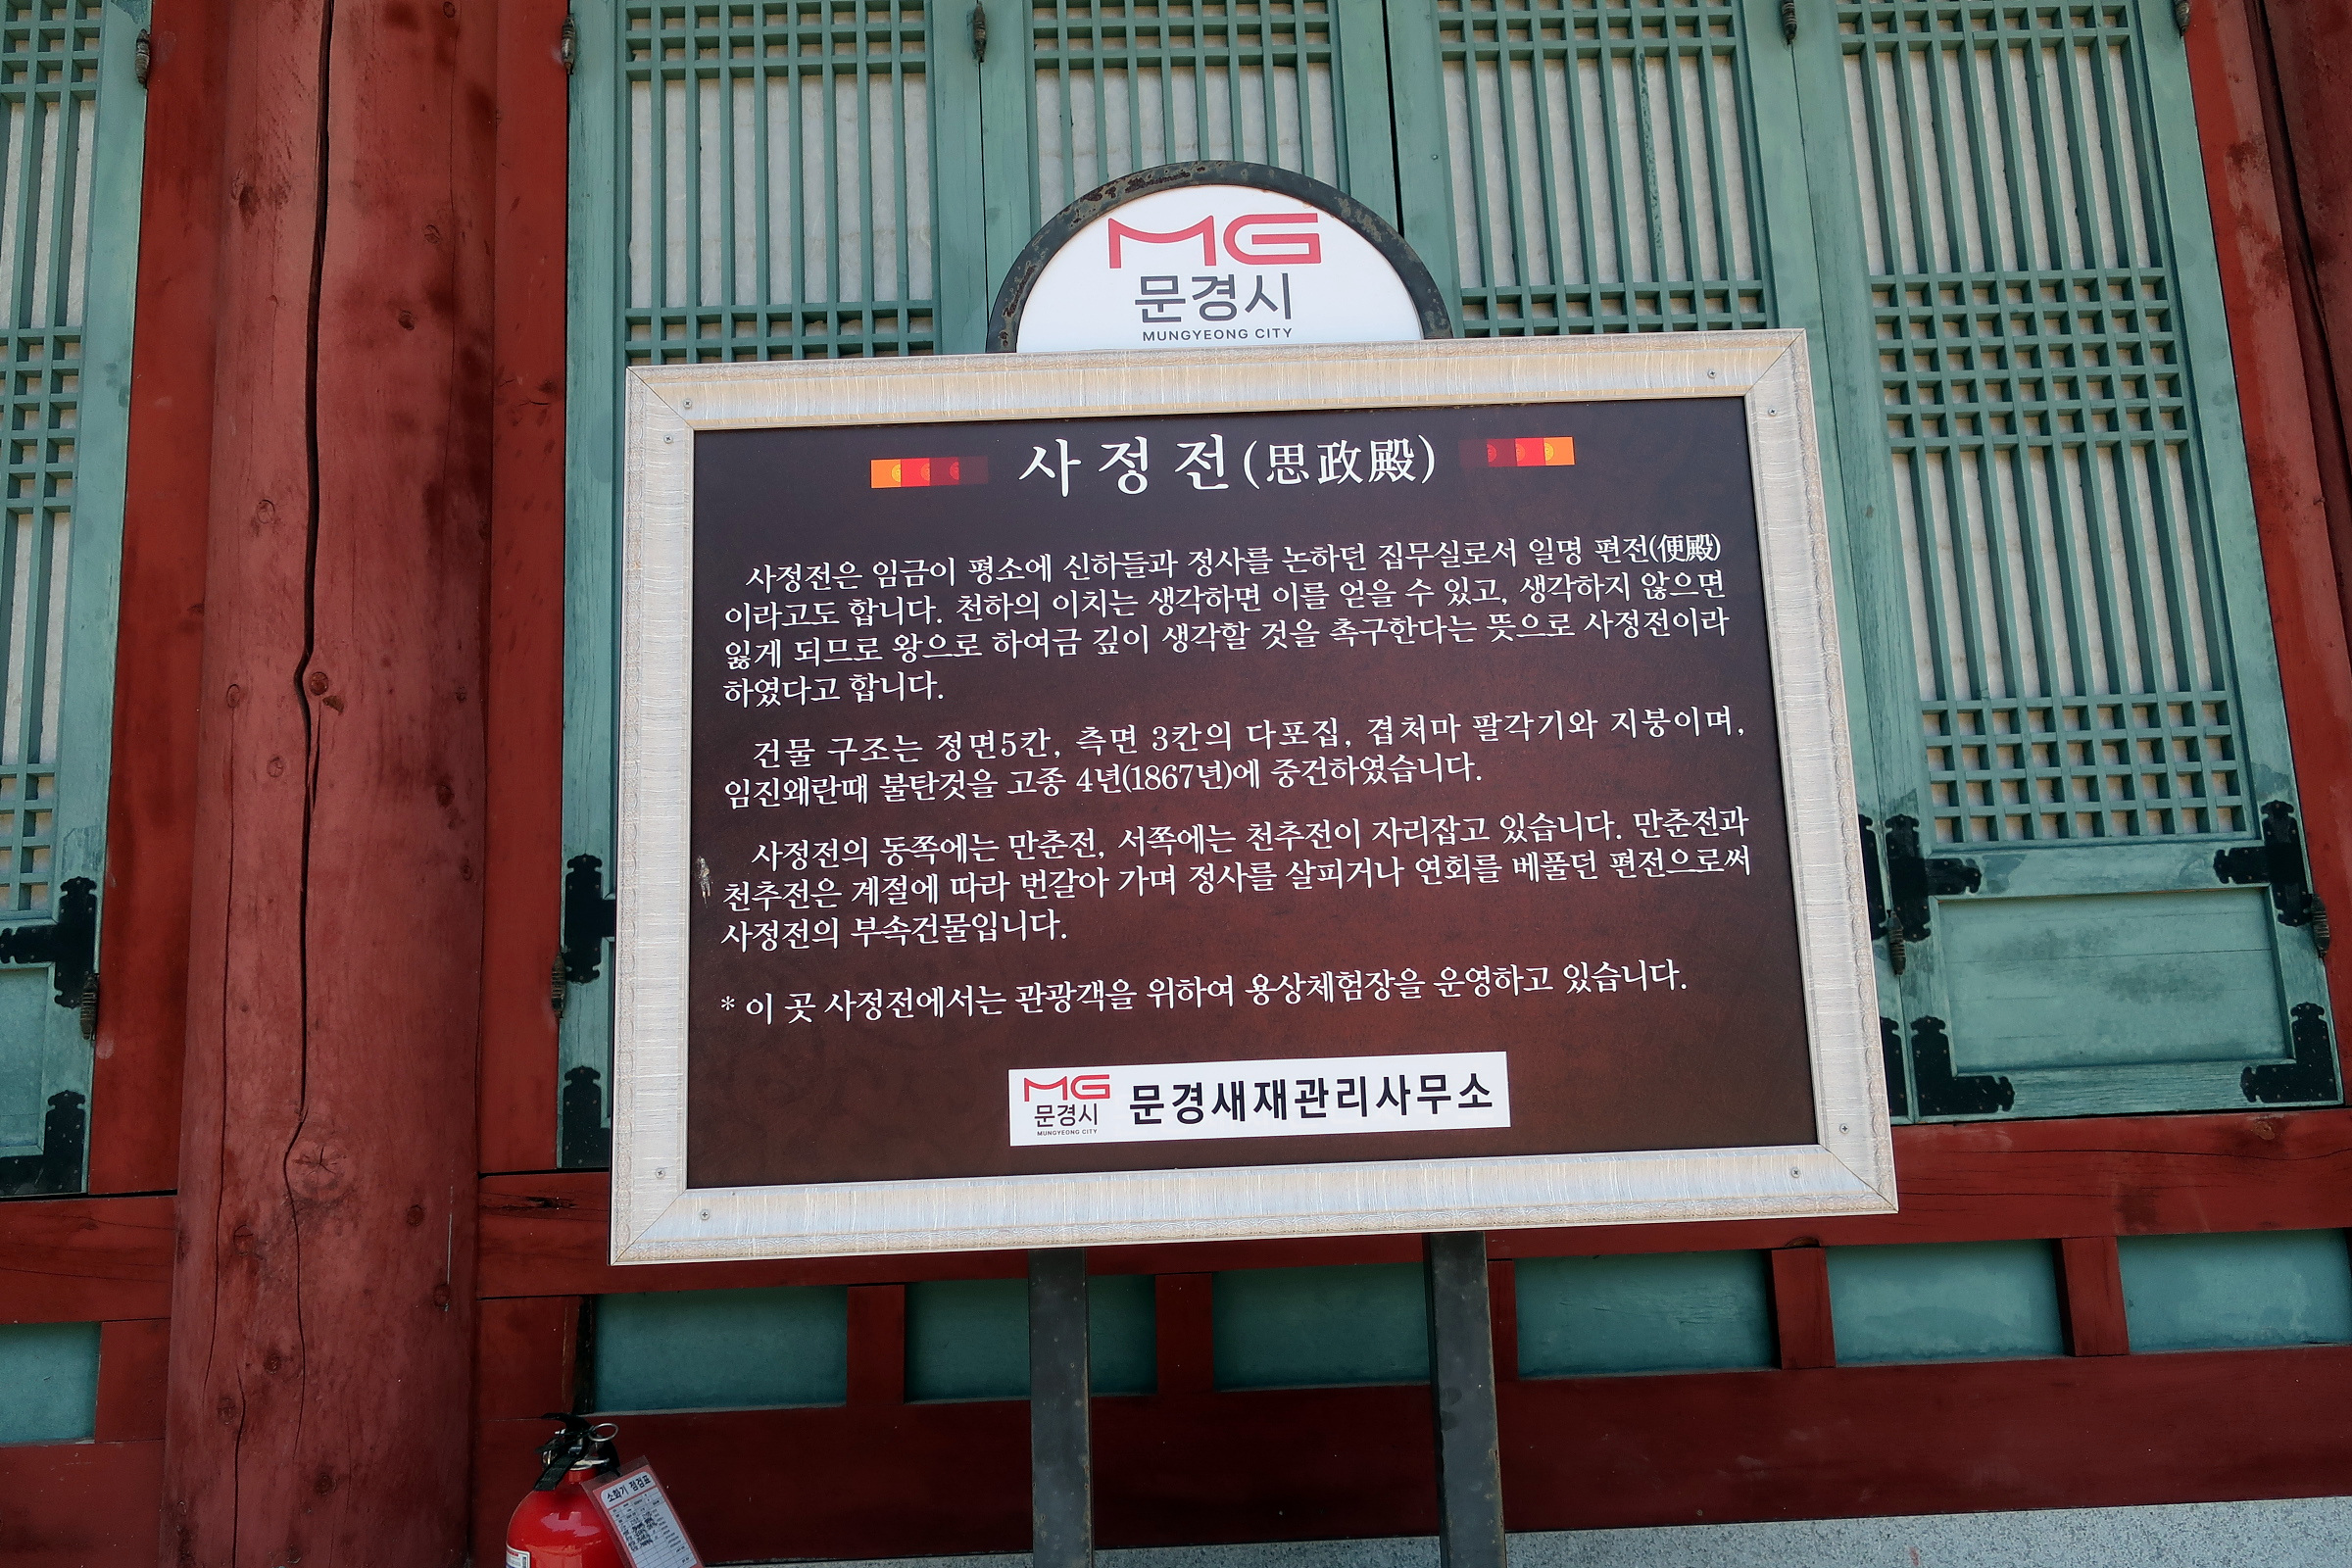 MG
문경시
MUNGYEONG CITY
사정전(思政殿)
사정전은 임금이 평소에 신하들과 정사를 논하던 집무실로서 일명 편전(便殿)
이라고도 합니다. 천하의 이치는 생각하면 이를 얻을 수 있고, 생각하지 않으면
잃게 되므로 왕으로 하여금 깊이 생각할 것을 촉구한다는 뜻으로 사정전이라
하였다고 합니다.
건물 구조는 정면5칸, 측면 3칸의 다포집, 겹처마 팔각기와 지붕이며,
임진왜란때 불탄것을 고종 4년(1867년)에 중건하였습니다.
사정전의 동쪽에는 만춘전, 서쪽에는 천추전이 자리잡고 있습니다. 만춘전과
천추전은 계절에 따라 번갈아 가며 정사를 살피거나 연회를 베풀던 편전으로써
사정전의 부속건물입니다.
* 이 곳 사정전에서는 관광객을 위하여 용상체험장을 운영하고 있습니다.
MG
문경시
MUNGYEONG CITY
문경새재관리사무소
소화기 점검표